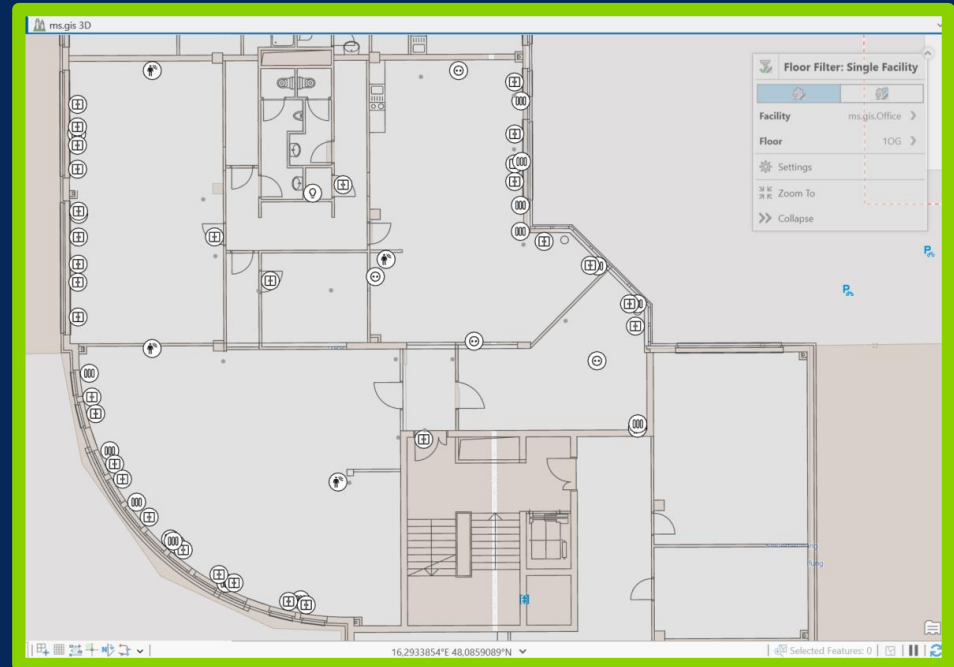 ms.gis 3D
Floor Filter: Single Facility
Facility ms.gis.Office
Floor 1OG
Settings
Zoom To
Collapse
P
P
16,2933854°E 48,0859089°N
Selected Features: 0